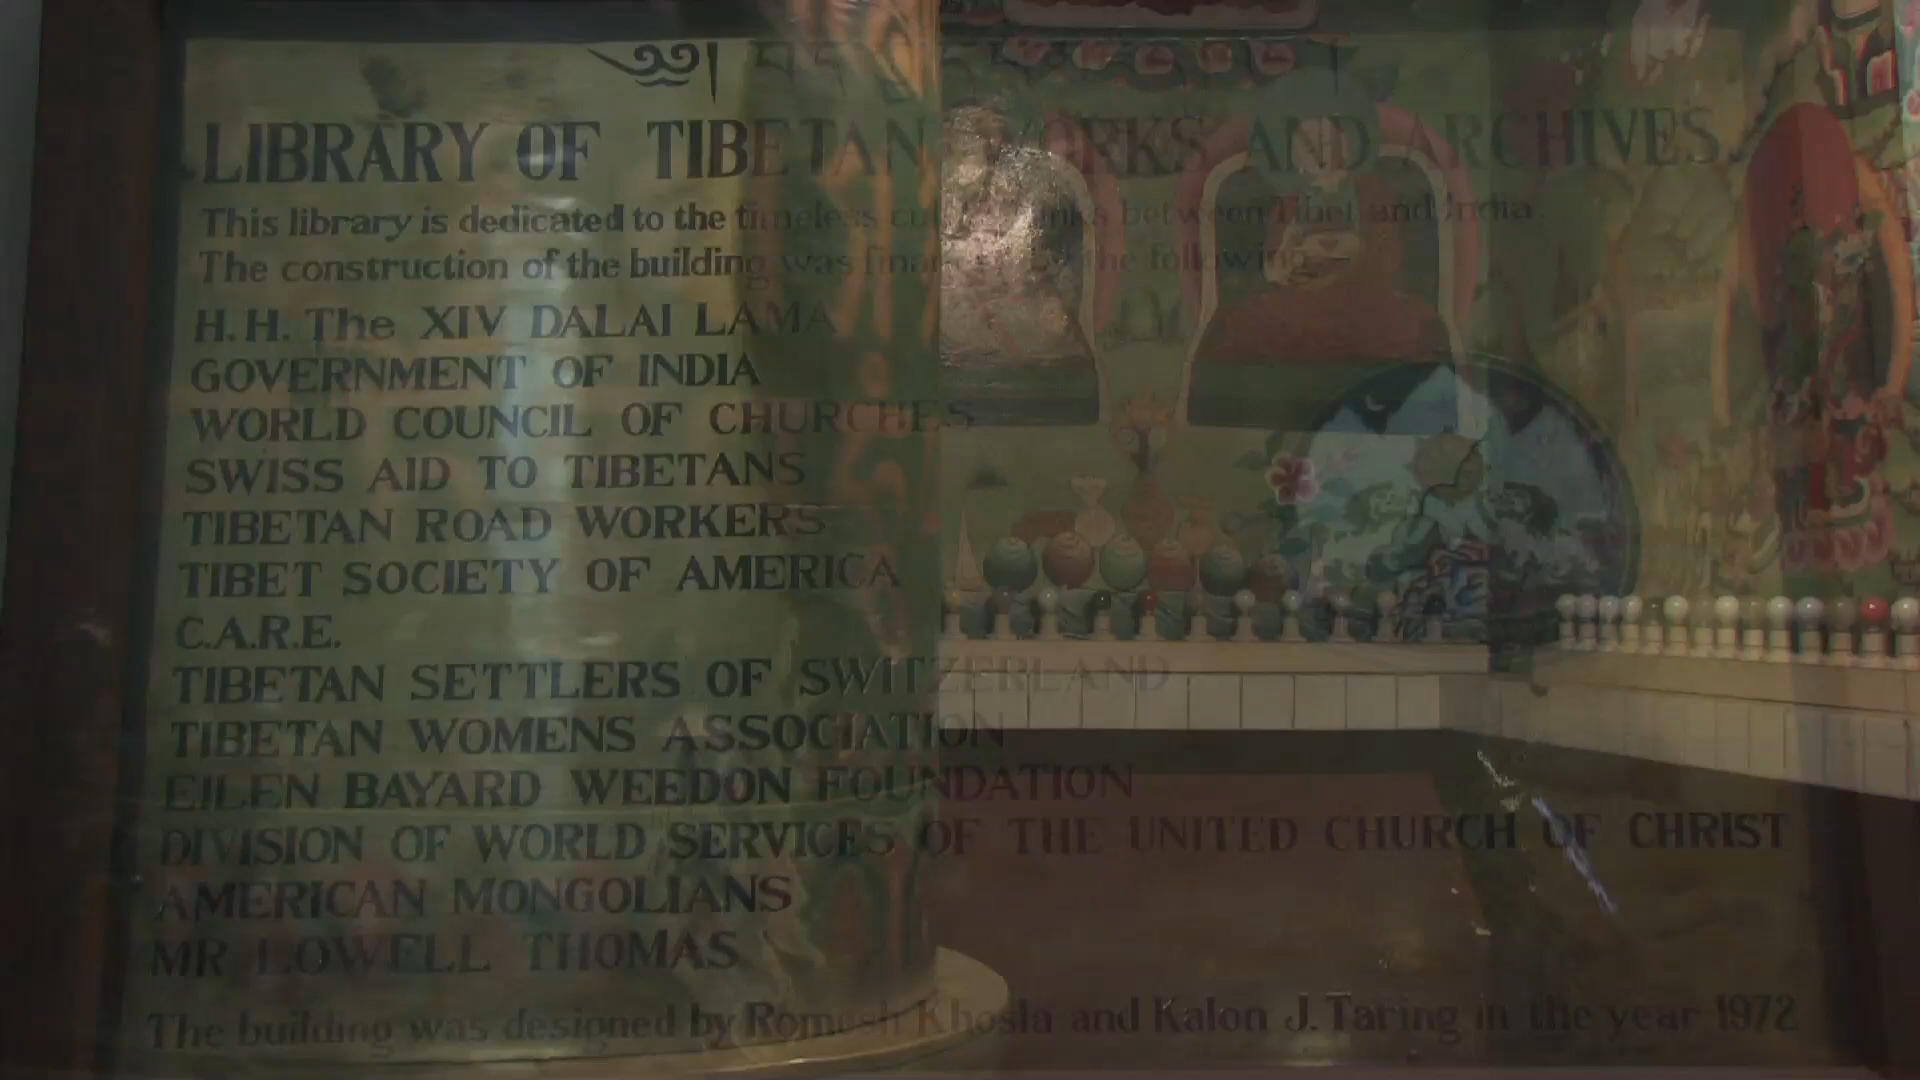 LIBRARY OF TIBETAN WORKS AND ARCHIVES.
This library is dedicated to the timeless cultural links between Tibet and India.
The construction of the building was financed by the following
H.H. The XIV DALAI LAMA
GOVERNMENT OF INDIA
WORLD COUNCIL OF CHURCHES
SWISS AID TO TIBETANS
TIBETAN ROAD WORKERS
TIBET SOCIETY OF AMERICA
C.A.R.E.
TIBETAN SETTLERS OF SWITZERLAND
TIBETAN WOMENS ASSOCIATION
EILEN BAYARD WEEDON FOUNDATION
DIVISION OF WORLD SERVICES OF THE UNITED CHURCH OF CHRIST
AMERICAN MONGOLIANS
MR LOWELL THOMAS
The building was designed by Romesh Khosla and Kalon J. Taring in the year 1972